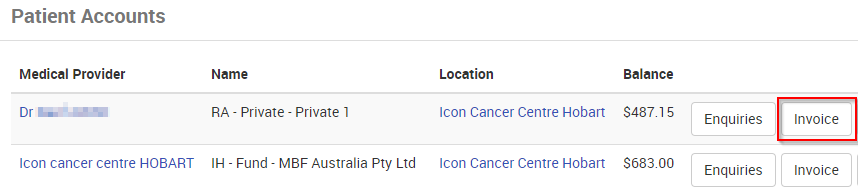 Patient Accounts
Medical Provider Name Location Balance
Dr RA - Private - Private 1 Icon Cancer Centre Hobart $487.15 Enquiries Invoice
Icon cancer centre HOBART IH - Fund - MBF Australia Pty Ltd Icon Cancer Centre Hobart $683.00 Enquiries Invoice